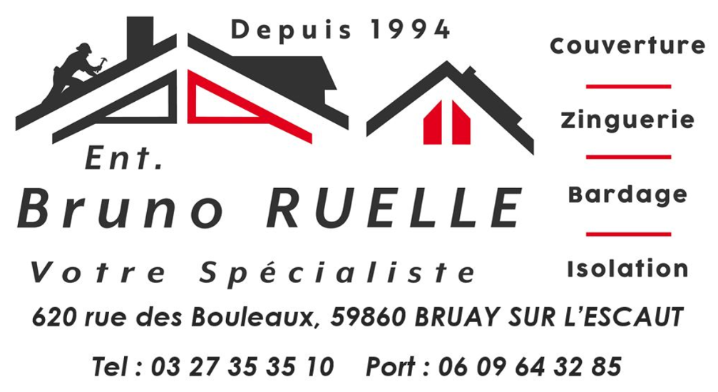 Depuis 1994
Ent.
Bruno RUELLE
Votre Spécialiste
Couverture
Zinguerie
Bardage
Isolation
620 rue des Bouleaux, 59860 BRUAY SUR L'ESCAUT
Tel : 03 27 35 35 10 Port : 06 09 64 32 85